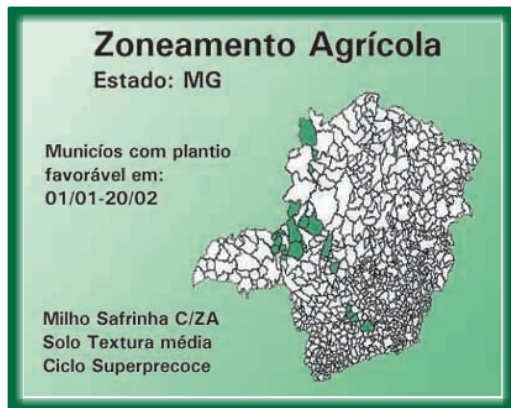 Zoneamento Agrícola
Estado: MG
Municíos com plantio
favorável em:
01/01-20/02
Milho Safrinha C/ZA
Solo Textura média
Ciclo Superprecoce